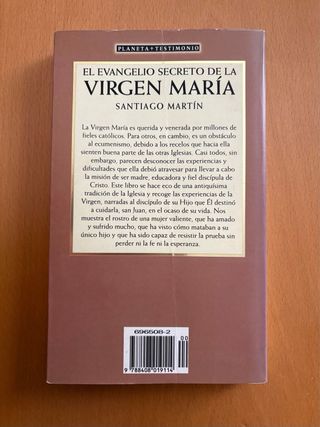 PLANETA + TESTIMONIO
EL EVANGELIO SECRETO DE LA
VIRGEN MARÍA
SANTIAGO MARTÍN
La Virgen María es querida y venerada por millones de
fieles católicos. Para otros, en cambio, es un obstáculo
al ecumenismo, debido a los recelos que hacia ella
sienten buena parte de las otras Iglesias. Casi todos, sin
embargo, parecen desconocer las experiencias y
dificultades que ella debió atravesar para llevar a cabo
la misión de ser madre, educadora y fiel discípula de
Cristo. Este libro se hace eco de una antiquísima
tradición de la Iglesia y recoge las experiencias de la
Virgen, narradas al discípulo de su Hijo que Él destinó
a cuidarla, san Juan, en el ocaso de su vida. Nos
muestra el rostro de una mujer valiente, que ha amado
y sufrido mucho, que ha visto cómo mataban a su
único hijo y que ha sido capaz de resistir la prueba sin
perder ni la fe ni la esperanza.
696508-2
00
9 788408 019114